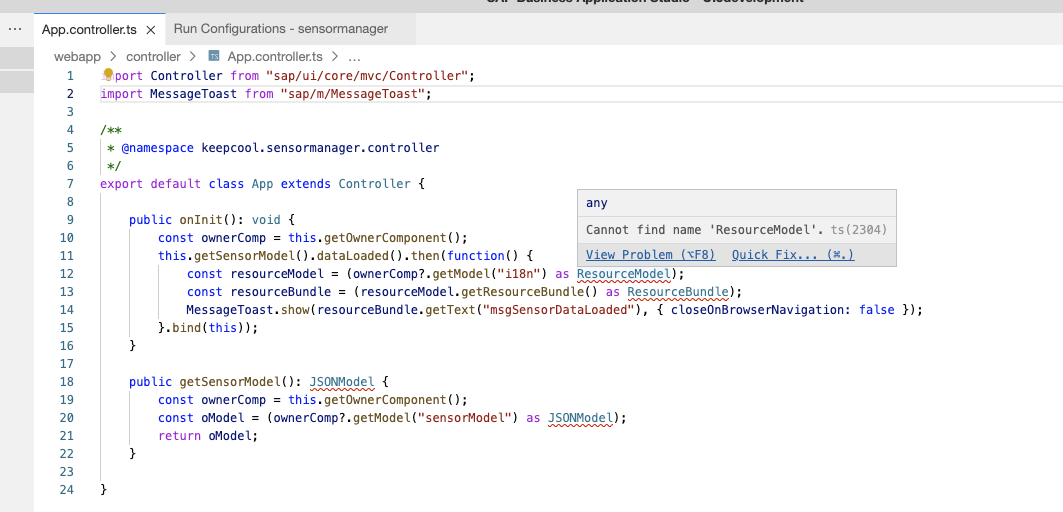 SAP Business Application Studio
App.controller.ts ×
Run Configurations - sensormanager
webapp > controller > TS App.controller.ts > …
1 import Controller from "sap/ui/core/mvc/Controller";
2 import MessageToast from "sap/m/MessageToast";
3
4 /**
5 * @namespace keepcool.sensormanager.controller
6 */
7 export default class App extends Controller {
8
9 public onInit(): void {
10 const ownerComp = this.getOwnerComponent();
11 this.getSensorModel().dataLoaded().then(function() {
12 const resourceModel = (ownerComp?.getModel("i18n") as ResourceModel);
13 const resourceBundle = (resourceModel.getResourceBundle() as ResourceBundle);
14 MessageToast.show(resourceBundle.getText("msgSensorDataLoaded"), { closeOnBrowserNavigation: false });
15 }.bind(this));
16 }
17
18 public getSensorModel(): JSONModel {
19 const ownerComp = this.getOwnerComponent();
20 const oModel = (ownerComp?.getModel("sensorModel") as JSONModel);
21 return oModel;
22 }
23
24 }
any
Cannot find name 'ResourceModel'. ts(2304)
View Problem (⌥F8) Quick Fix... (⌘.)